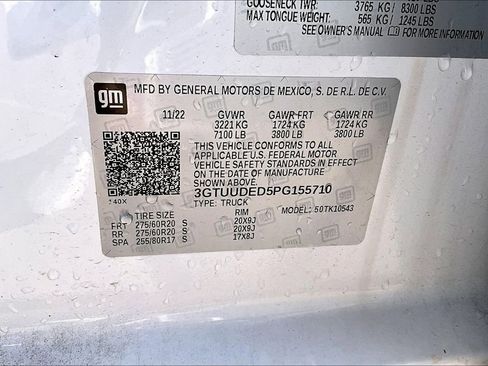 GOOSENECK TWR: 3765 KG / 8300 LBS
MAX TONGUE WEIGHT: 565 KG / 1245 LBS
SEE OWNER'S MANUAL FOR
gm
MFD BY GENERAL MOTORS DE MEXICO, S. DE R.L. DE C.V.
11/22 GVWR GAWR FRT GAWR RR
3221 KG 1724 KG 1724 KG
7100 LB 3800 LB 3800 LB
THIS VEHICLE CONFORMS TO ALL
APPLICABLE U.S. FEDERAL MOTOR
VEHICLE SAFETY STANDARDS IN EFFECT ON
THE DATE OF MANUFACTURE SHOWN ABOVE.
3GTUUDED5PG155710
TYPE: TRUCK MODEL: 50TK10543
140X
TIRE SIZE RIM
FRT 275/60R20 S 20X9J
RR 275/60R20 S 20X9J
SPA 255/80R17 S 17X8J